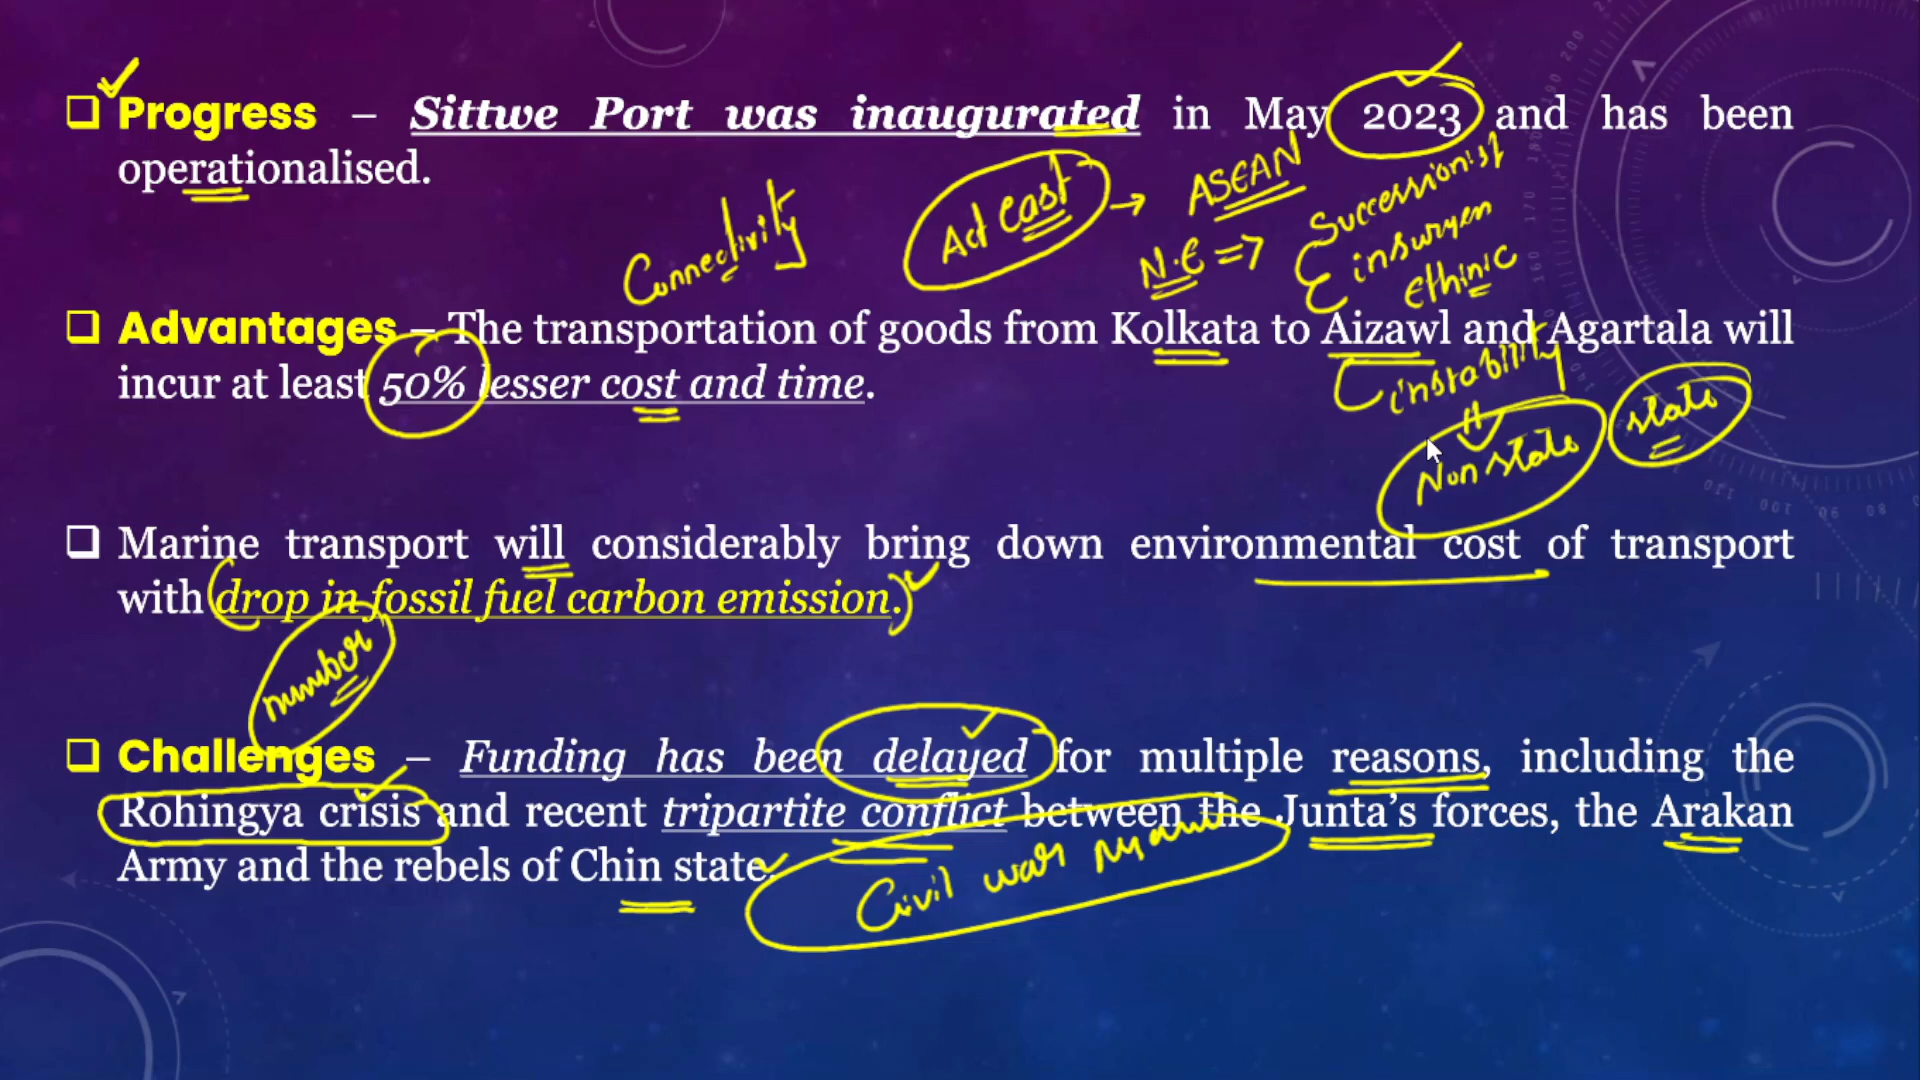 ❑ Progress – Sittwe Port was inaugurated in May 2023 and has been
operationalised.
Connectivity
Act East → ASEAN
N.E =>
Successionist
insurgen
ethinic
❑ Advantages – The transportation of goods from Kolkata to Aizawl and Agartala will
incur at least 50% lesser cost and time.
instability
Non state
state
❑ Marine transport will considerably bring down environmental cost of transport
with drop in fossil fuel carbon emission.
number
❑ Challenges – Funding has been delayed for multiple reasons, including the
Rohingya crisis and recent tripartite conflict between the Junta's forces, the Arakan
Army and the rebels of Chin state.
Civil war